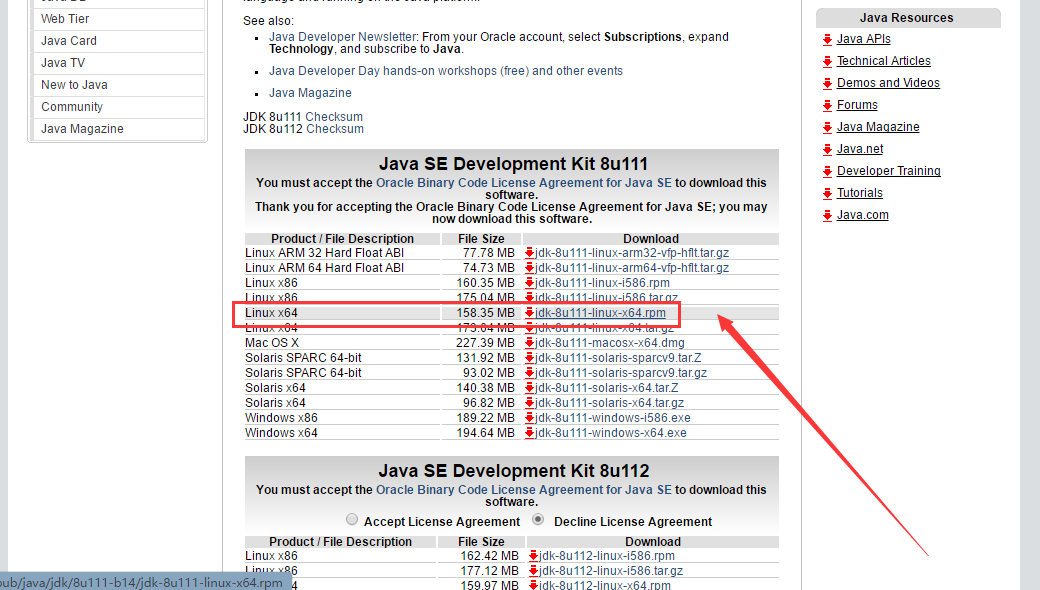 Web Tier
Java Card
Java TV
New to Java
Community
Java Magazine
See also:
Java Developer Newsletter: From your Oracle account, select Subscriptions, expand
Technology, and subscribe to Java.
Java Developer Day hands-on workshops (free) and other events
Java Magazine
JDK 8u111 Checksum
JDK 8u112 Checksum
Java SE Development Kit 8u111
You must accept the Oracle Binary Code License Agreement for Java SE to download this
software.
Thank you for accepting the Oracle Binary Code License Agreement for Java SE; you may
now download this software.
Product / File Description File Size Download
Linux ARM 32 Hard Float ABI 77.78 MB jdk-8u111-linux-arm32-vfp-hflt.tar.gz
Linux ARM 64 Hard Float ABI 74.73 MB jdk-8u111-linux-arm64-vfp-hflt.tar.gz
Linux x86 160.35 MB jdk-8u111-linux-i586.rpm
Linux x86 175.04 MB jdk-8u111-linux-i586.tar.gz
Linux x64 158.35 MB jdk-8u111-linux-x64.rpm
Linux x64 173.04 MB jdk-8u111-linux-x64.tar.gz
Mac OS X 227.39 MB jdk-8u111-macosx-x64.dmg
Solaris SPARC 64-bit 131.92 MB jdk-8u111-solaris-sparcv9.tar.Z
Solaris SPARC 64-bit 93.02 MB jdk-8u111-solaris-sparcv9.tar.gz
Solaris x64 140.38 MB jdk-8u111-solaris-x64.tar.Z
Solaris x64 96.82 MB jdk-8u111-solaris-x64.tar.gz
Windows x86 189.22 MB jdk-8u111-windows-i586.exe
Windows x64 194.64 MB jdk-8u111-windows-x64.exe
Java SE Development Kit 8u112
You must accept the Oracle Binary Code License Agreement for Java SE to download this
software.
Accept License Agreement Decline License Agreement
Product / File Description File Size Download
Linux x86 162.42 MB jdk-8u112-linux-i586.rpm
Linux x86 177.12 MB jdk-8u112-linux-i586.tar.gz
159.97 MB jdk-8u112-linux-x64.rpm
Java Resources
Java APIs
Technical Articles
Demos and Videos
Forums
Java Magazine
Java.net
Developer Training
Tutorials
Java.com
pub/java/jdk/8u111-b14/jdk-8u111-linux-x64.rpm